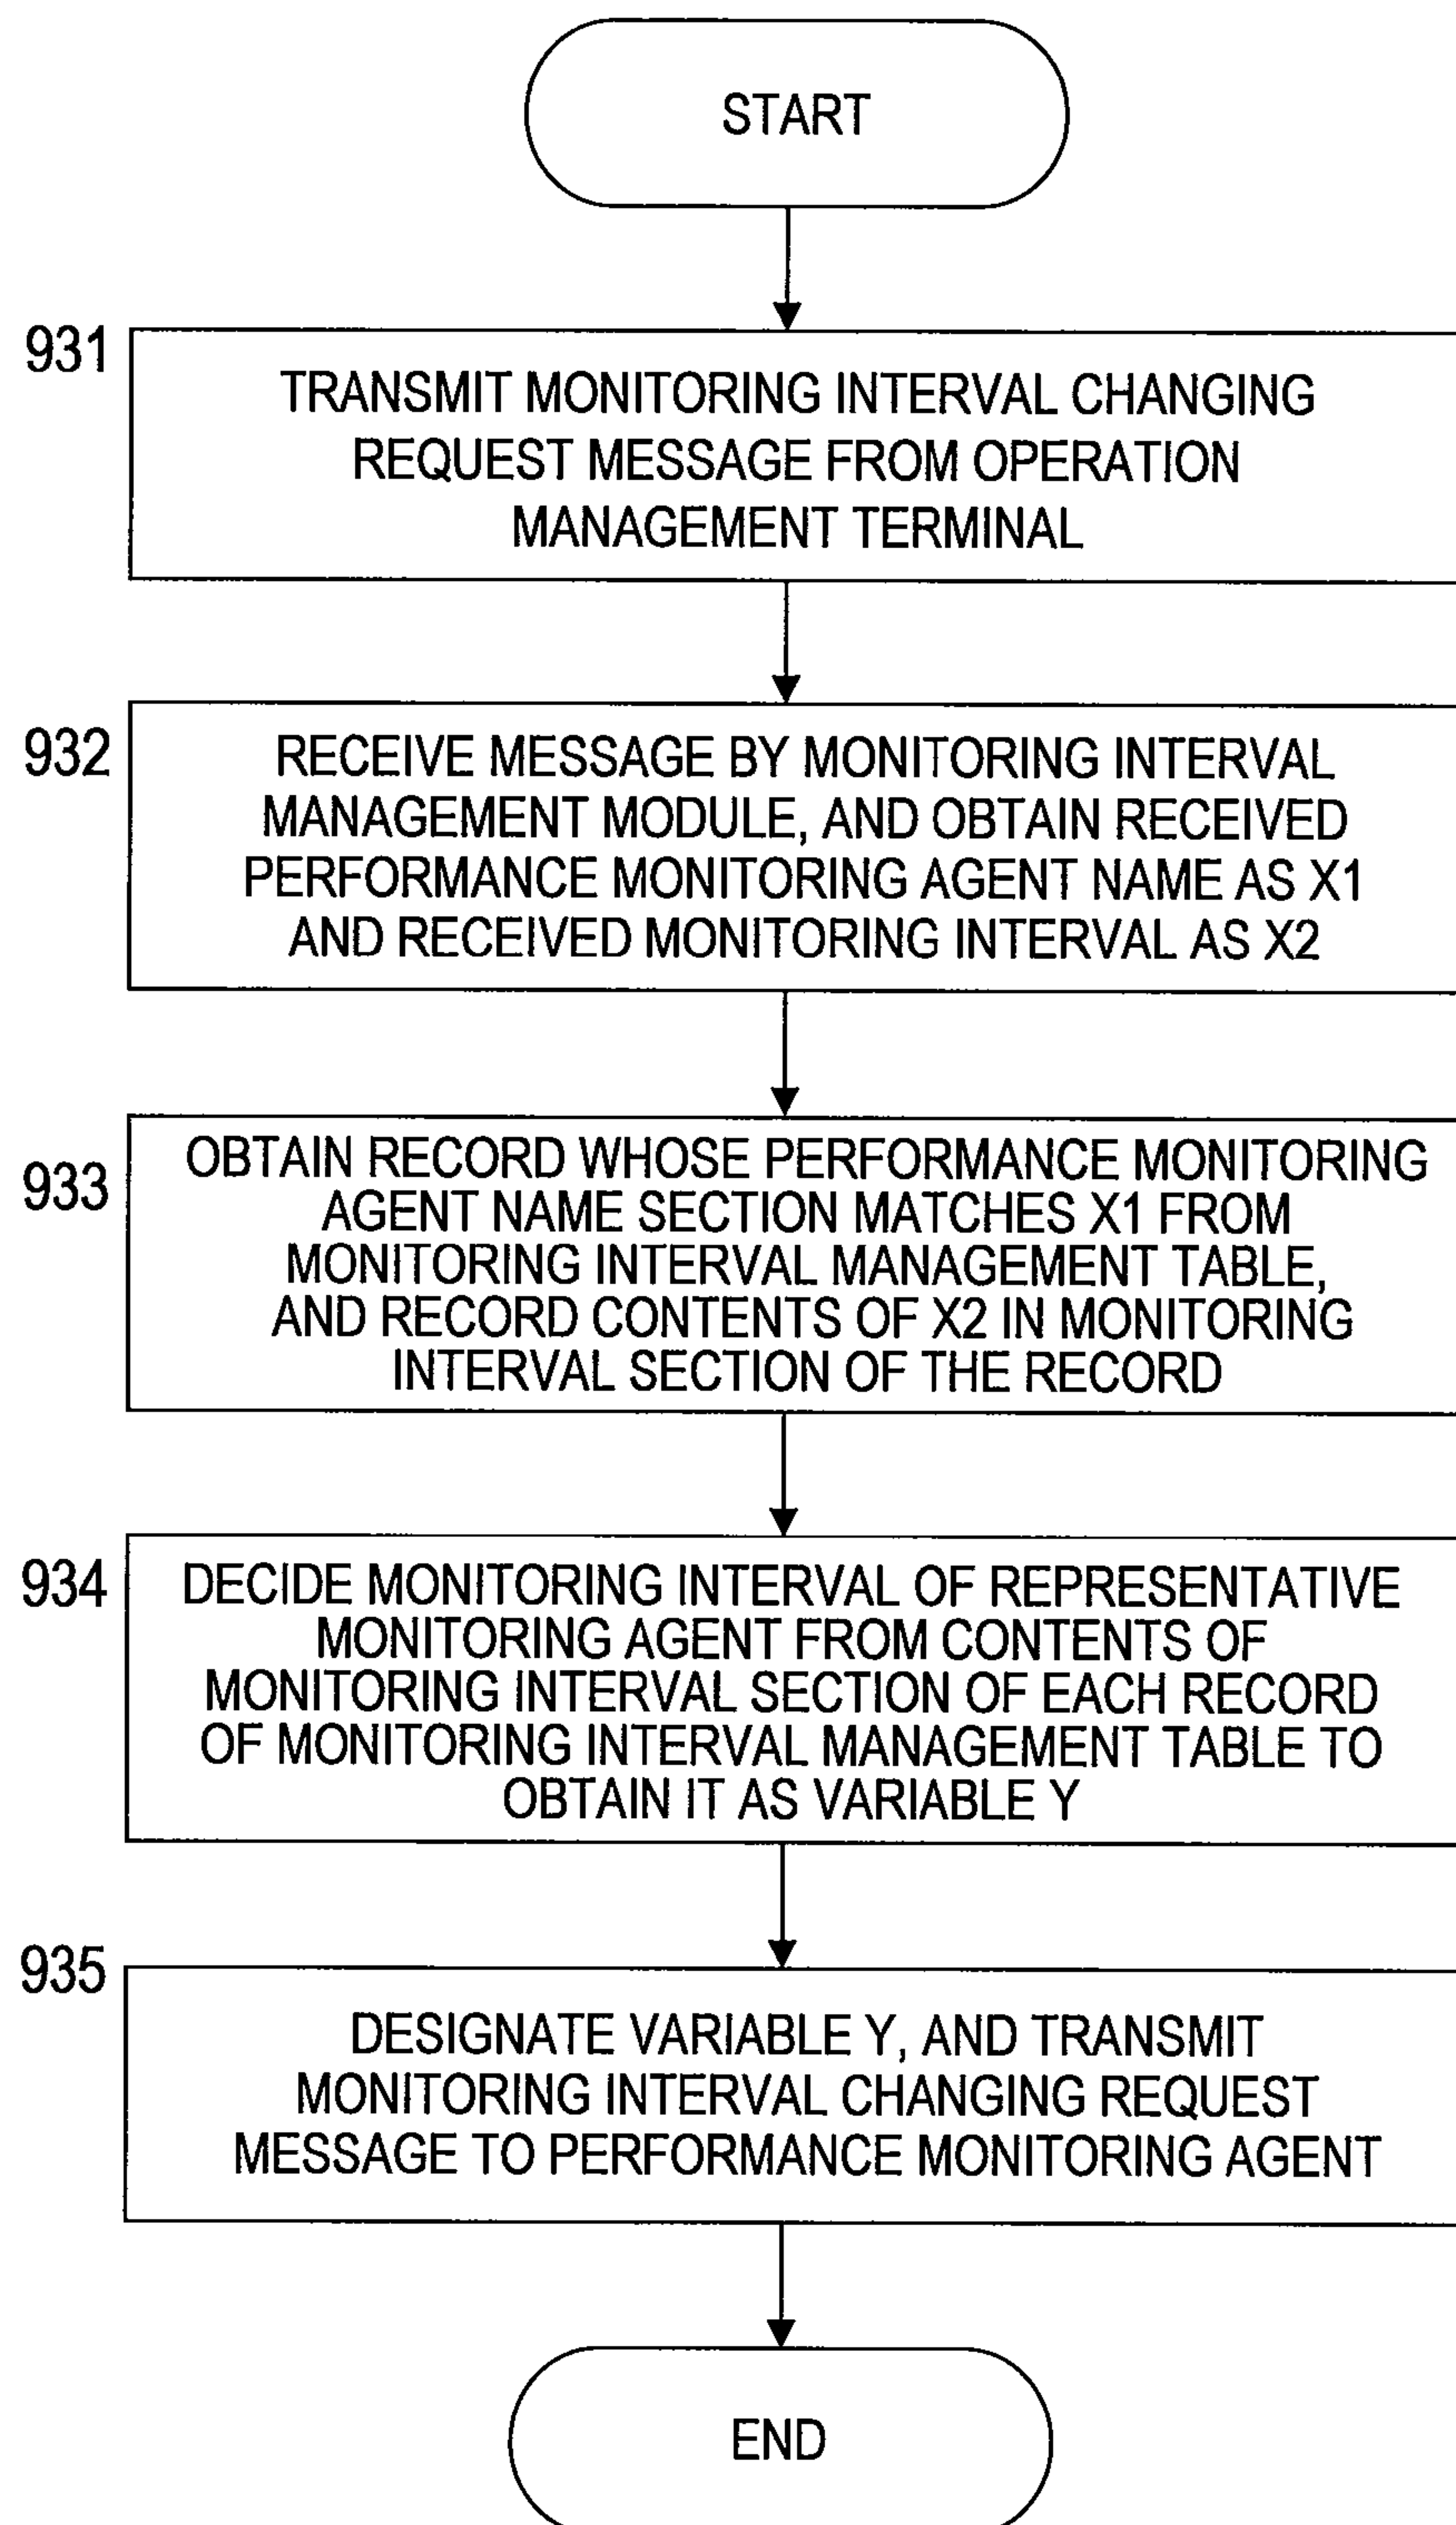 START
931
TRANSMIT MONITORING INTERVAL CHANGING
REQUEST MESSAGE FROM OPERATION
MANAGEMENT TERMINAL
932
RECEIVE MESSAGE BY MONITORING INTERVAL
MANAGEMENT MODULE, AND OBTAIN RECEIVED
PERFORMANCE MONITORING AGENT NAME AS X1
AND RECEIVED MONITORING INTERVAL AS X2
933
OBTAIN RECORD WHOSE PERFORMANCE MONITORING
AGENT NAME SECTION MATCHES X1 FROM
MONITORING INTERVAL MANAGEMENT TABLE,
AND RECORD CONTENTS OF X2 IN MONITORING
INTERVAL SECTION OF THE RECORD
934
DECIDE MONITORING INTERVAL OF REPRESENTATIVE
MONITORING AGENT FROM CONTENTS OF
MONITORING INTERVAL SECTION OF EACH RECORD
OF MONITORING INTERVAL MANAGEMENT TABLE TO
OBTAIN IT AS VARIABLE Y
935
DESIGNATE VARIABLE Y, AND TRANSMIT
MONITORING INTERVAL CHANGING REQUEST
MESSAGE TO PERFORMANCE MONITORING AGENT
END